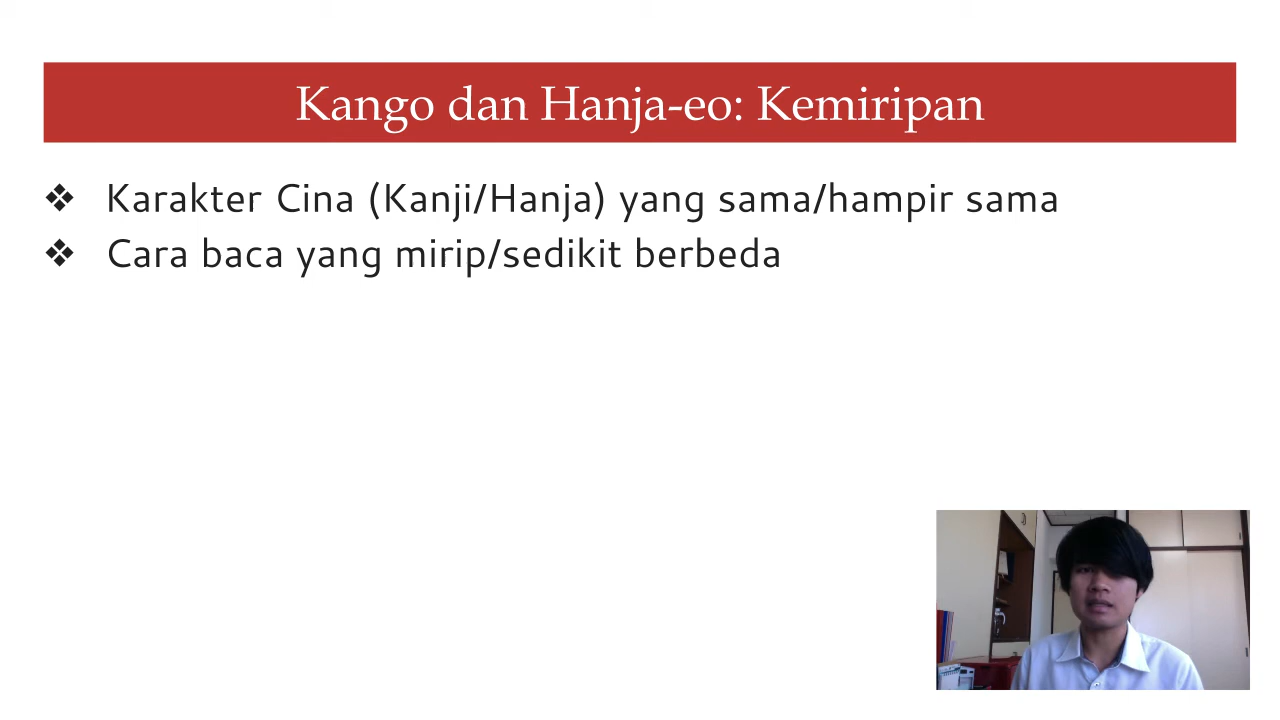 Kango dan Hanja-eo: Kemiripan
❖ Karakter Cina (Kanji/Hanja) yang sama/hampir sama
❖ Cara baca yang mirip/sedikit berbeda